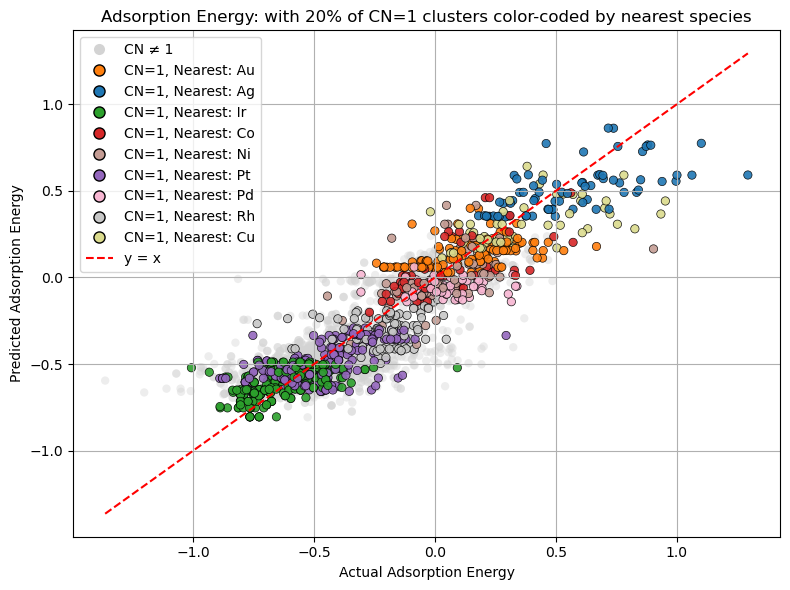 Adsorption Energy: with 20% of CN=1 clusters color-coded by nearest species
CN ≠ 1
CN=1, Nearest: Au
CN=1, Nearest: Ag
CN=1, Nearest: Ir
CN=1, Nearest: Co
CN=1, Nearest: Ni
CN=1, Nearest: Pt
CN=1, Nearest: Pd
CN=1, Nearest: Rh
CN=1, Nearest: Cu
y = x
Predicted Adsorption Energy
1.0
0.5
0.0
−0.5
−1.0
−1.0
−0.5
0.0
0.5
1.0
Actual Adsorption Energy